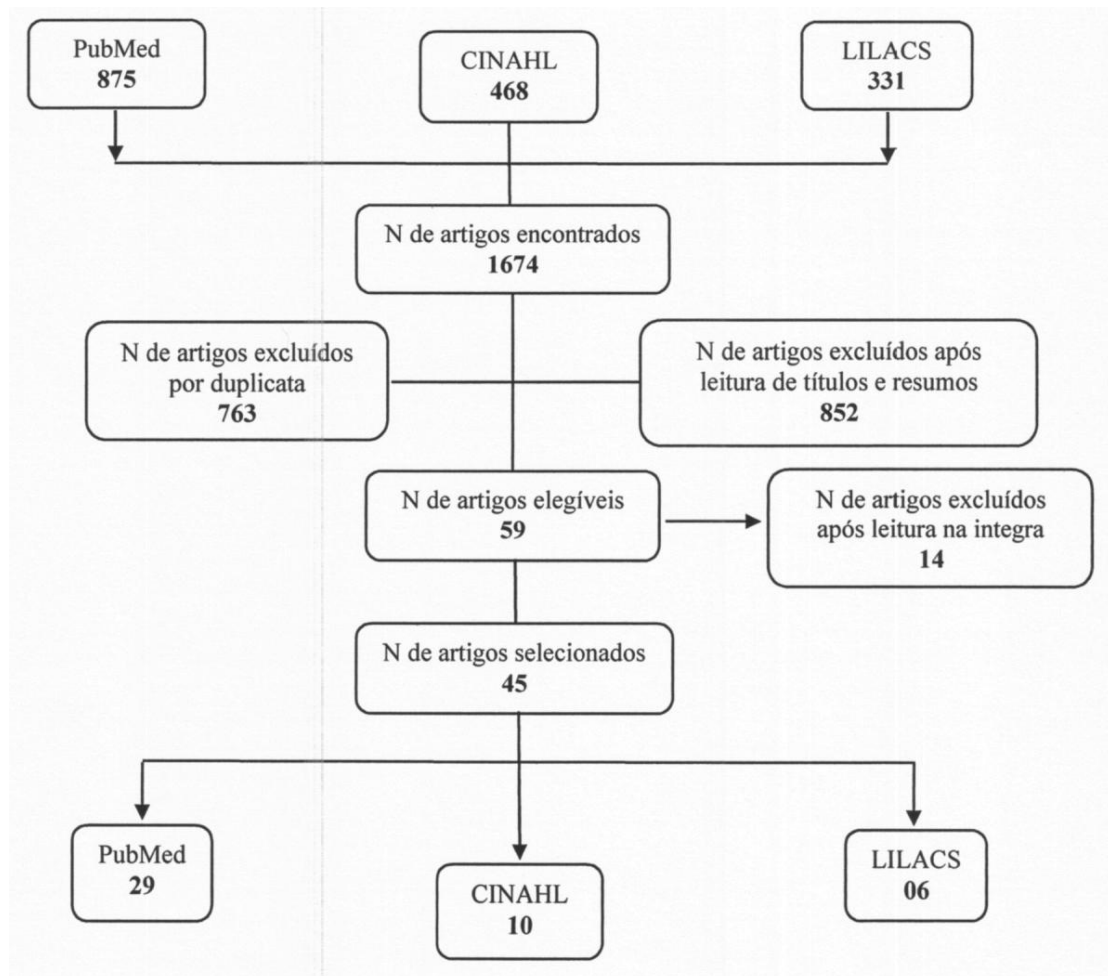 PubMed
875
CINAHL
468
LILACS
331
N de artigos encontrados
1674
N de artigos excluídos
por duplicata
763
N de artigos excluídos após
leitura de títulos e resumos
852
N de artigos elegíveis
59
N de artigos excluídos
após leitura na integra
14
N de artigos selecionados
45
PubMed
29
CINAHL
10
LILACS
06